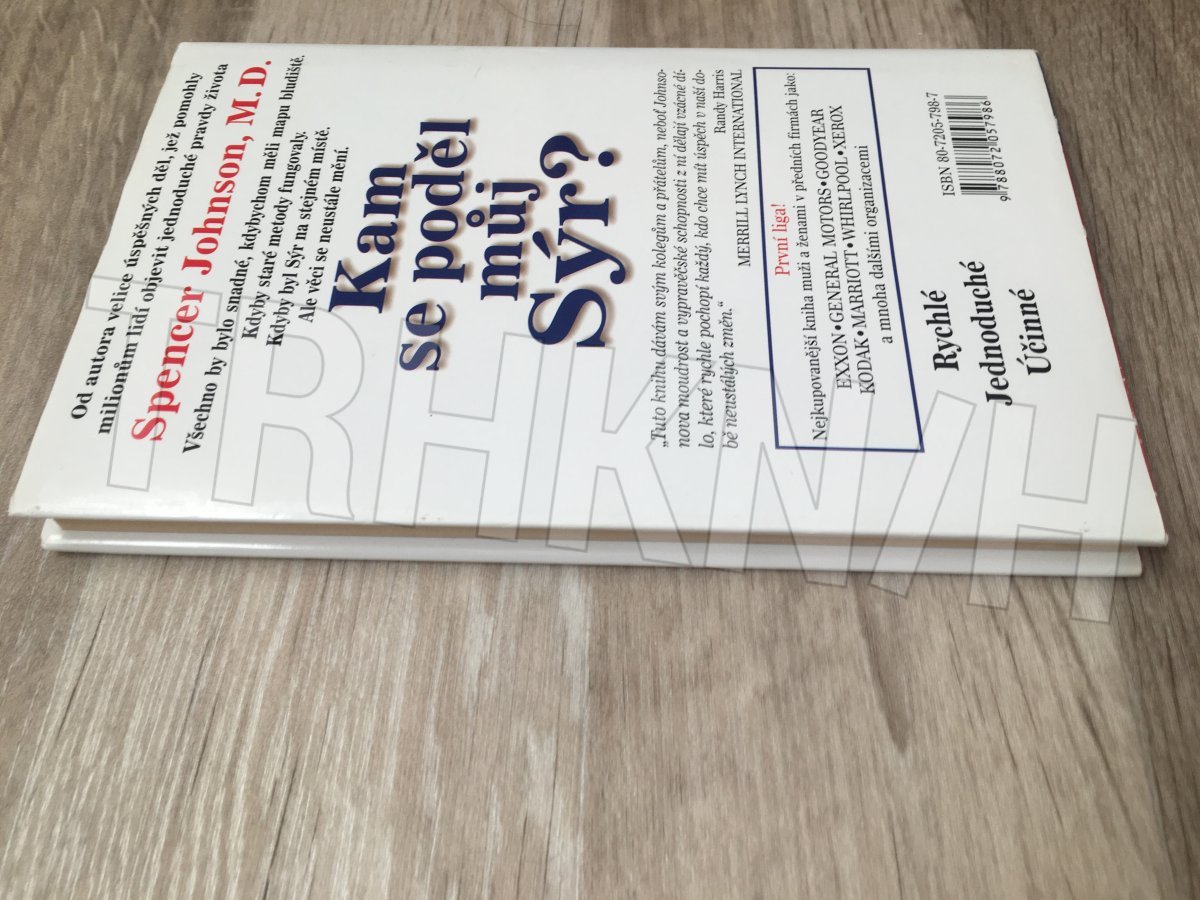 Od autora velice úspěšných děl, jež pomohly
milionům lidí objevit jednoduché pravdy života
Spencer Johnson, M.D.
Všechno by bylo snadné, kdybychom měli mapu bludiště.
Kdyby staré metody fungovaly.
Kdyby byl Sýr na stejném místě.
Ale věci se neustále mění.
Kam
se poděl
můj
Sýr?
„Tuto knihu dávám svým kolegům a přátelům, neboť Johnso-
nova moudrost a vypravěčské schopnosti z ní dělají vzácné dí-
lo, které rychle pochopí každý, kdo chce mít úspěch v naší do-
bě neustálých změn.“
Randy Harris
MERRILL LYNCH INTERNATIONAL
První liga!
Nejkupovanější kniha muži a ženami v předních firmách jako:
EXXON•GENERAL MOTORS•GOODYEAR
KODAK•MARRIOTT•WHIRLPOOL•XEROX
a mnoha dalšími organizacemi
Rychlé
Jednoduché
Účinné
ISBN 80-7205-798-7
9 788072 057986
TRHKNIH